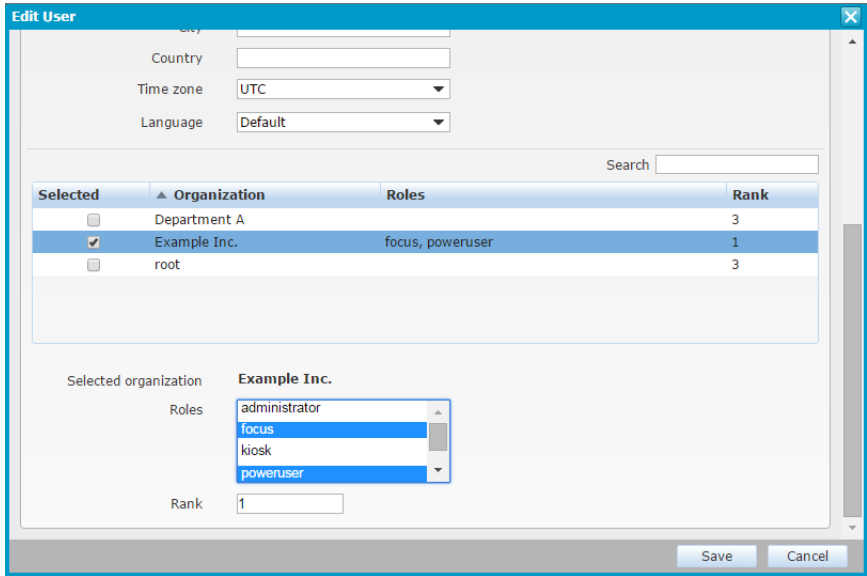 Edit User
City
Country
Time zone UTC
Language Default
Search
Selected Organization Roles Rank
Department A 3
Example Inc. focus, poweruser 1
root 3
Selected organization Example Inc.
Roles administrator
focus
kiosk
poweruser
Rank 1
Save Cancel